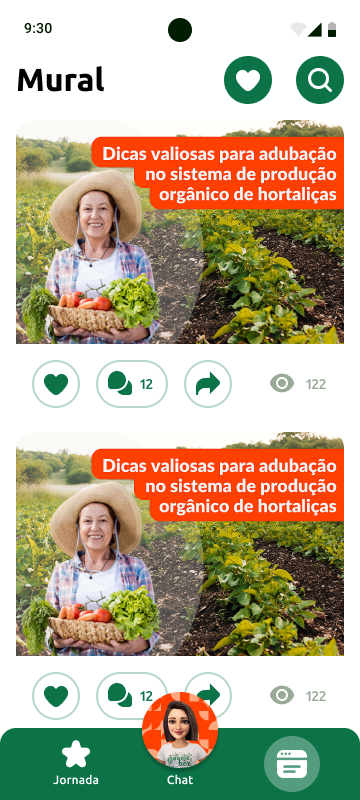 9:30
Mural
Dicas valiosas para adubação
no sistema de produção
orgânico de hortaliças
12
122
Dicas valiosas para adubação
no sistema de produção
orgânico de hortaliças
12
122
Jornada
Chat